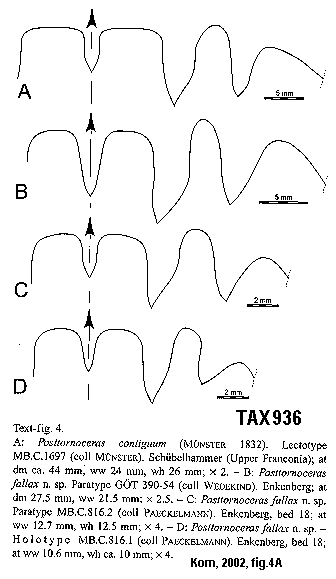 A
5 mm
B
5 mm
C
2 mm
D
2 mm
TAX936
Text-fig. 4.
A: Posttornoceras contiguum (MÜNSTER 1832). Lectotype
MB.C.1697 (coll MÜNSTER). Schübelhammer (Upper Franconia); at
dm ca. 44 mm, ww 24 mm, wh 26 mm; × 2. – B: Posttornoceras
fallax n. sp. Paratype GÖT 390-54 (coll WEDEKIND). Enkenberg; at
dm 27.5 mm, ww 21.5 mm; × 2.5. – C: Posttornoceras fallax n. sp.
Paratype MB.C.816.2 (coll PAECKELMANN). Enkenberg, bed 18; at
ww 12.7 mm, wh 12.5 mm; × 4. – D: Posttornoceras fallax n. sp. –
Holotype MB.C.816.1 (coll PAECKELMANN). Enkenberg, bed 18;
at ww 10.6 mm, wh ca. 10 mm; × 4.
Korn, 2002, fig.4A